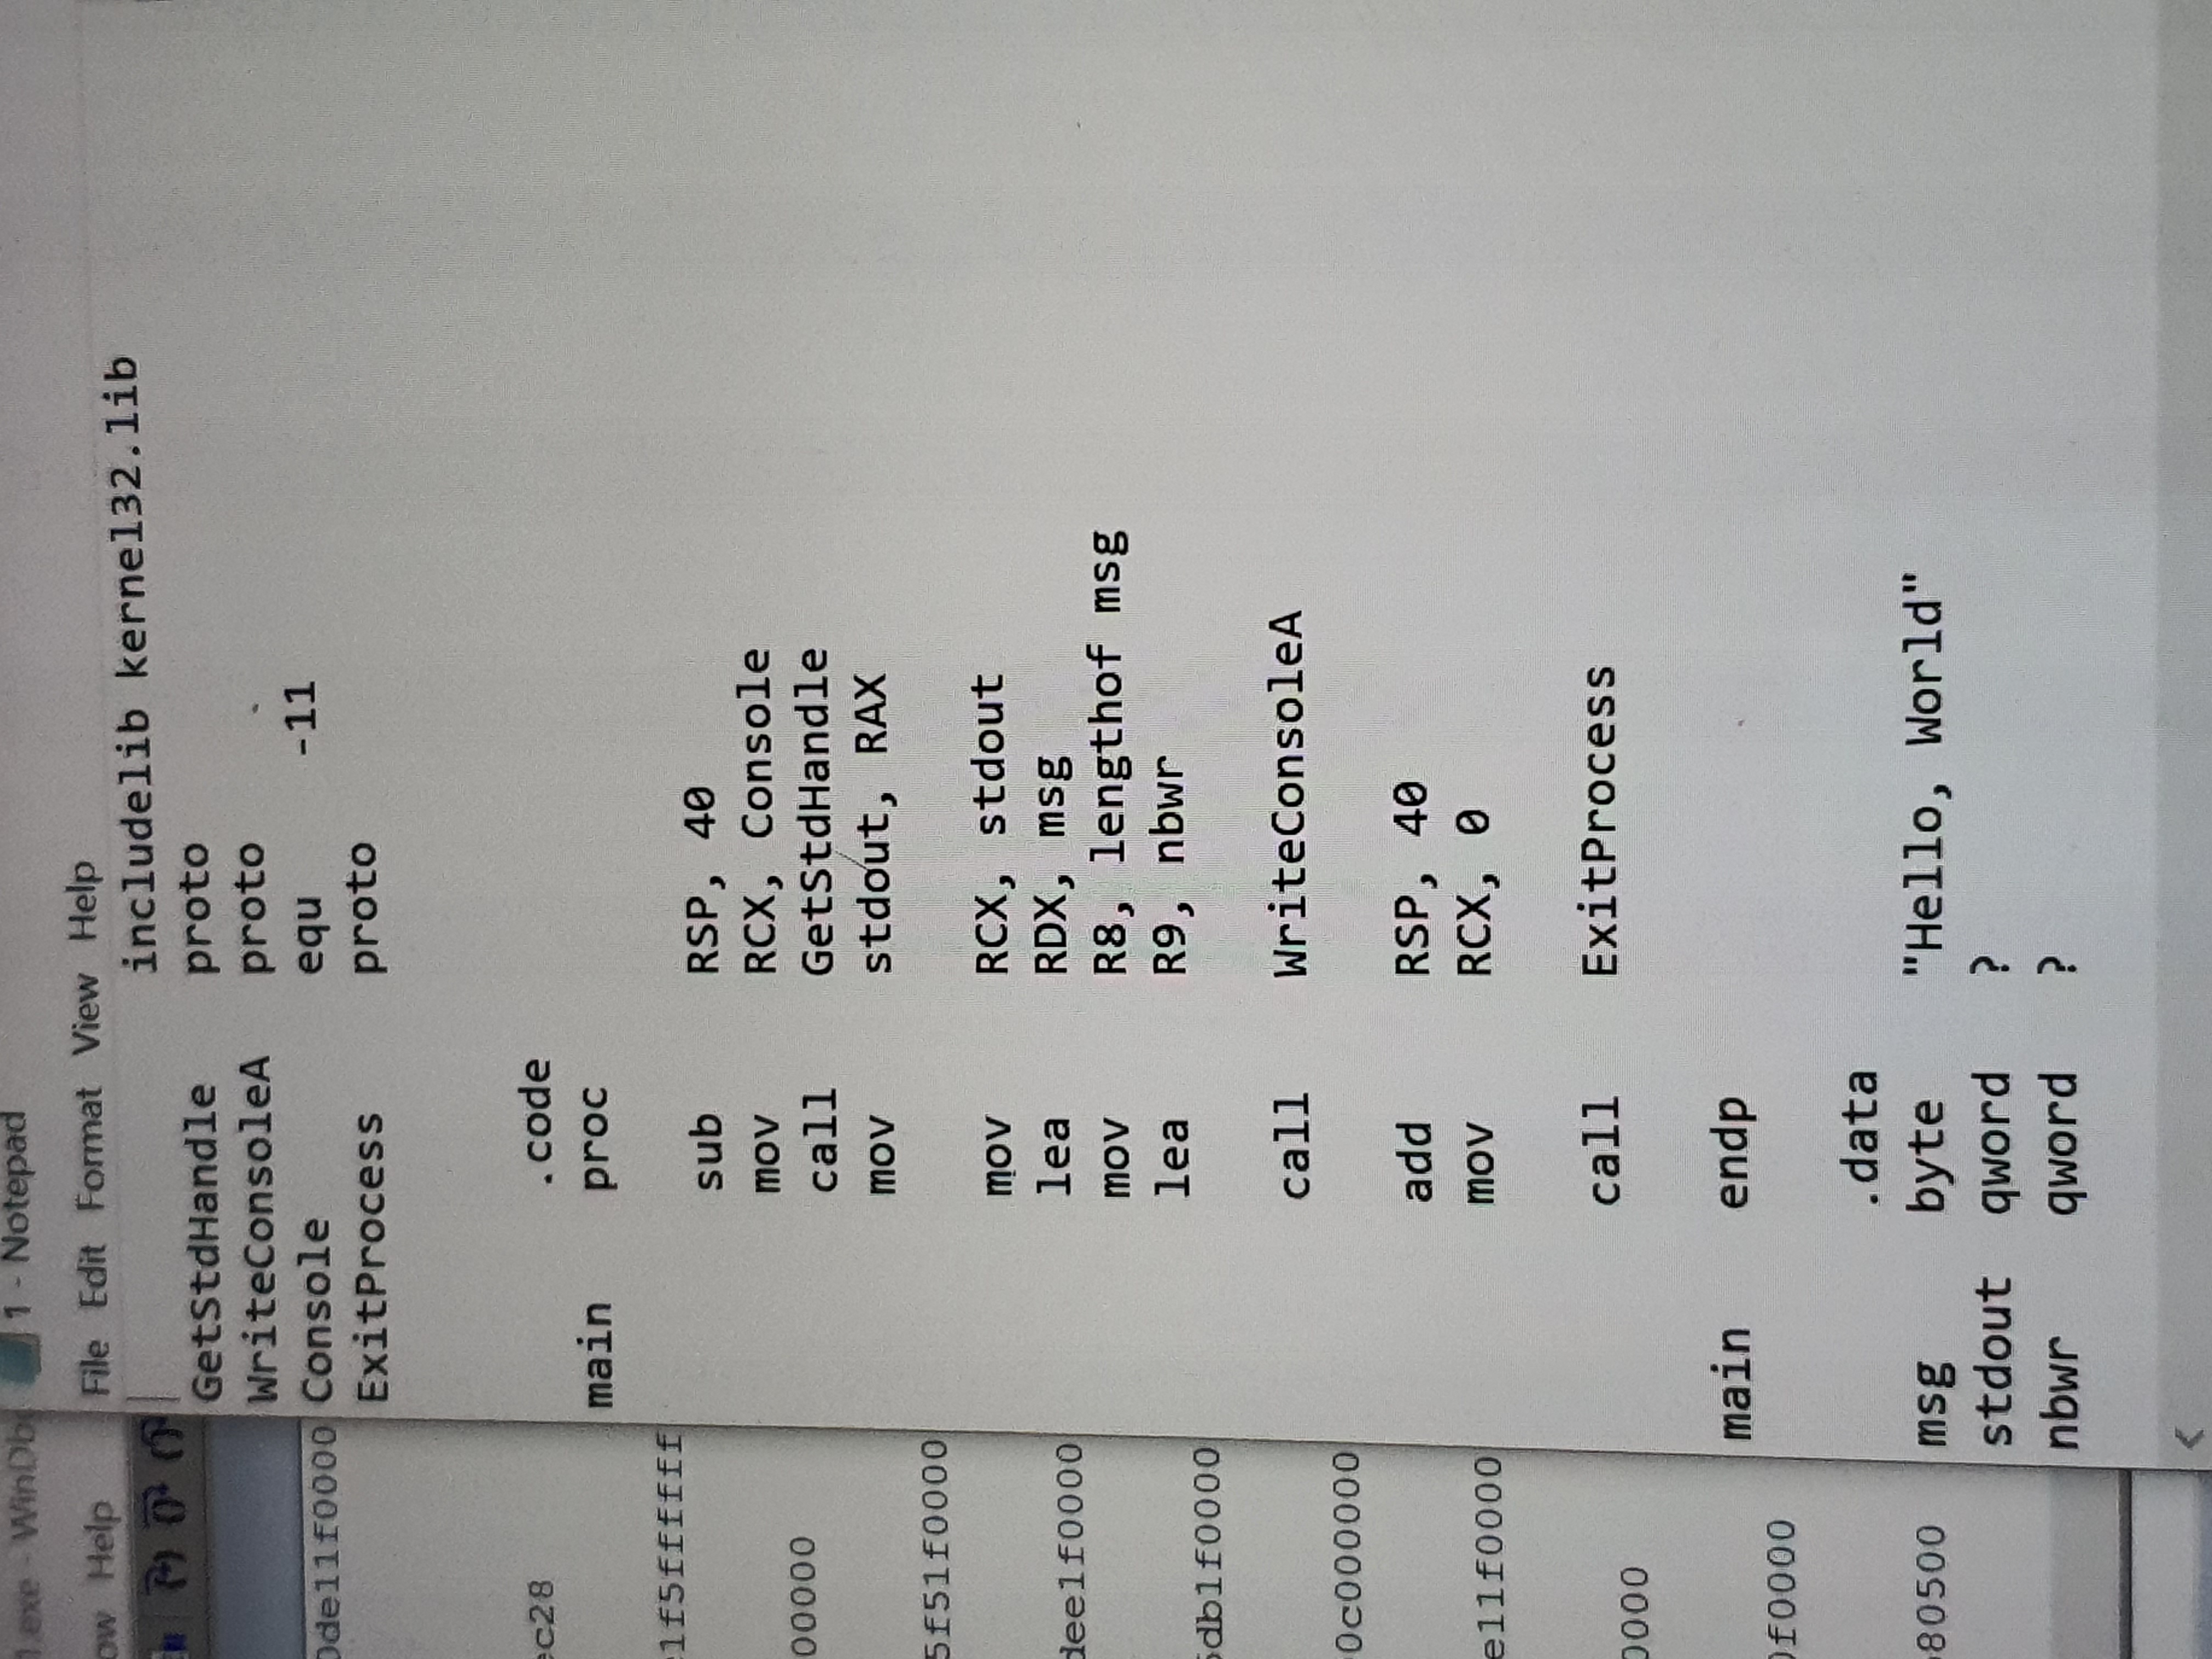 1.exe - WinDb
1 - Notepad
ow Help
File Edit Format View Help
includelib kernel32.lib
GetStdHandle proto
WriteConsoleA proto
0de11f0000
Console equ -11
ExitProcess proto
ec28
.code
main proc
1f5ffffff
sub RSP, 40
mov RCX, Console
00000
call GetStdHandle
mov stdout, RAX
5f51f0000
mov RCX, stdout
dee1f0000
lea RDX, msg
mov R8, lengthof msg
6db1f0000
lea R9, nbwr
call WriteConsoleA
0c000000
add RSP, 40
e11f0000
mov RCX, 0
call ExitProcess
0000
main endp
0f0000
.data
80500
msg byte "Hello, World"
stdout qword ?
nbwr qword ?